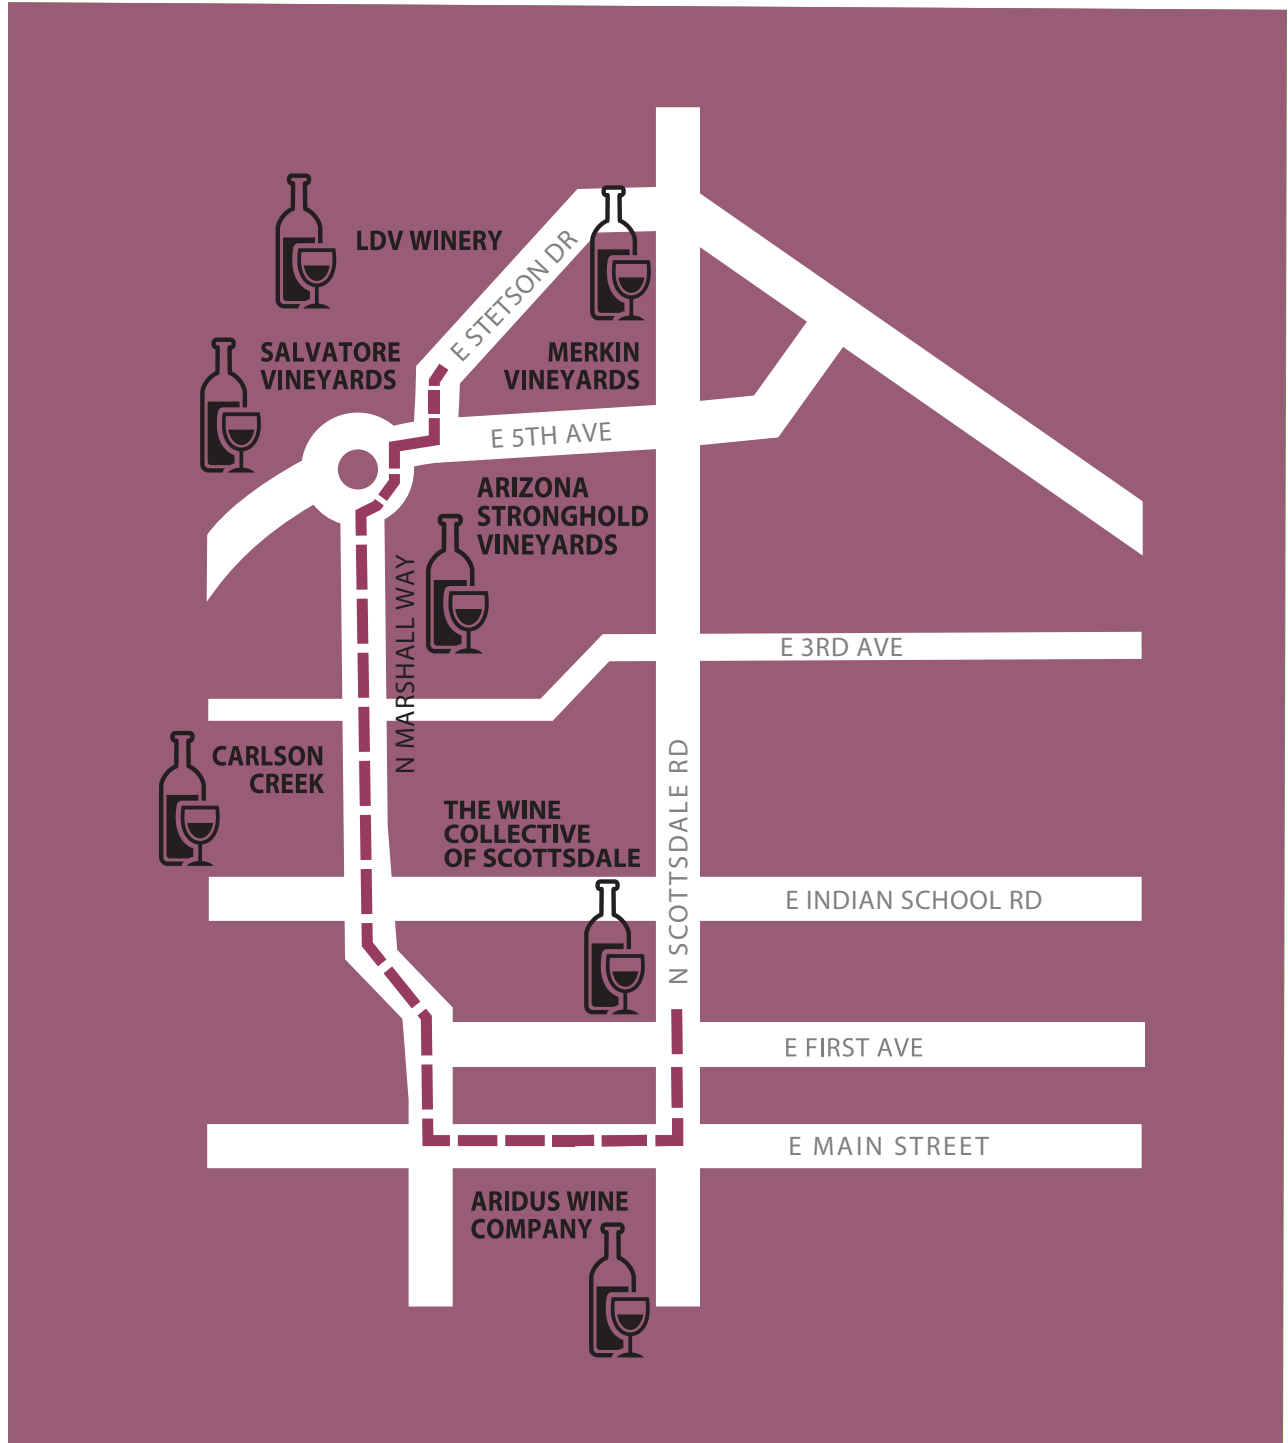 LDV WINERY
E STETSON DR
SALVATORE
VINEYARDS
MERKIN
VINEYARDS
E 5TH AVE
ARIZONA
STRONGHOLD
VINEYARDS
N MARSHALL WAY
E 3RD AVE
CARLSON
CREEK
N SCOTTSDALE RD
THE WINE
COLLECTIVE
OF SCOTTSDALE
E INDIAN SCHOOL RD
E FIRST AVE
E MAIN STREET
ARIDUS WINE
COMPANY